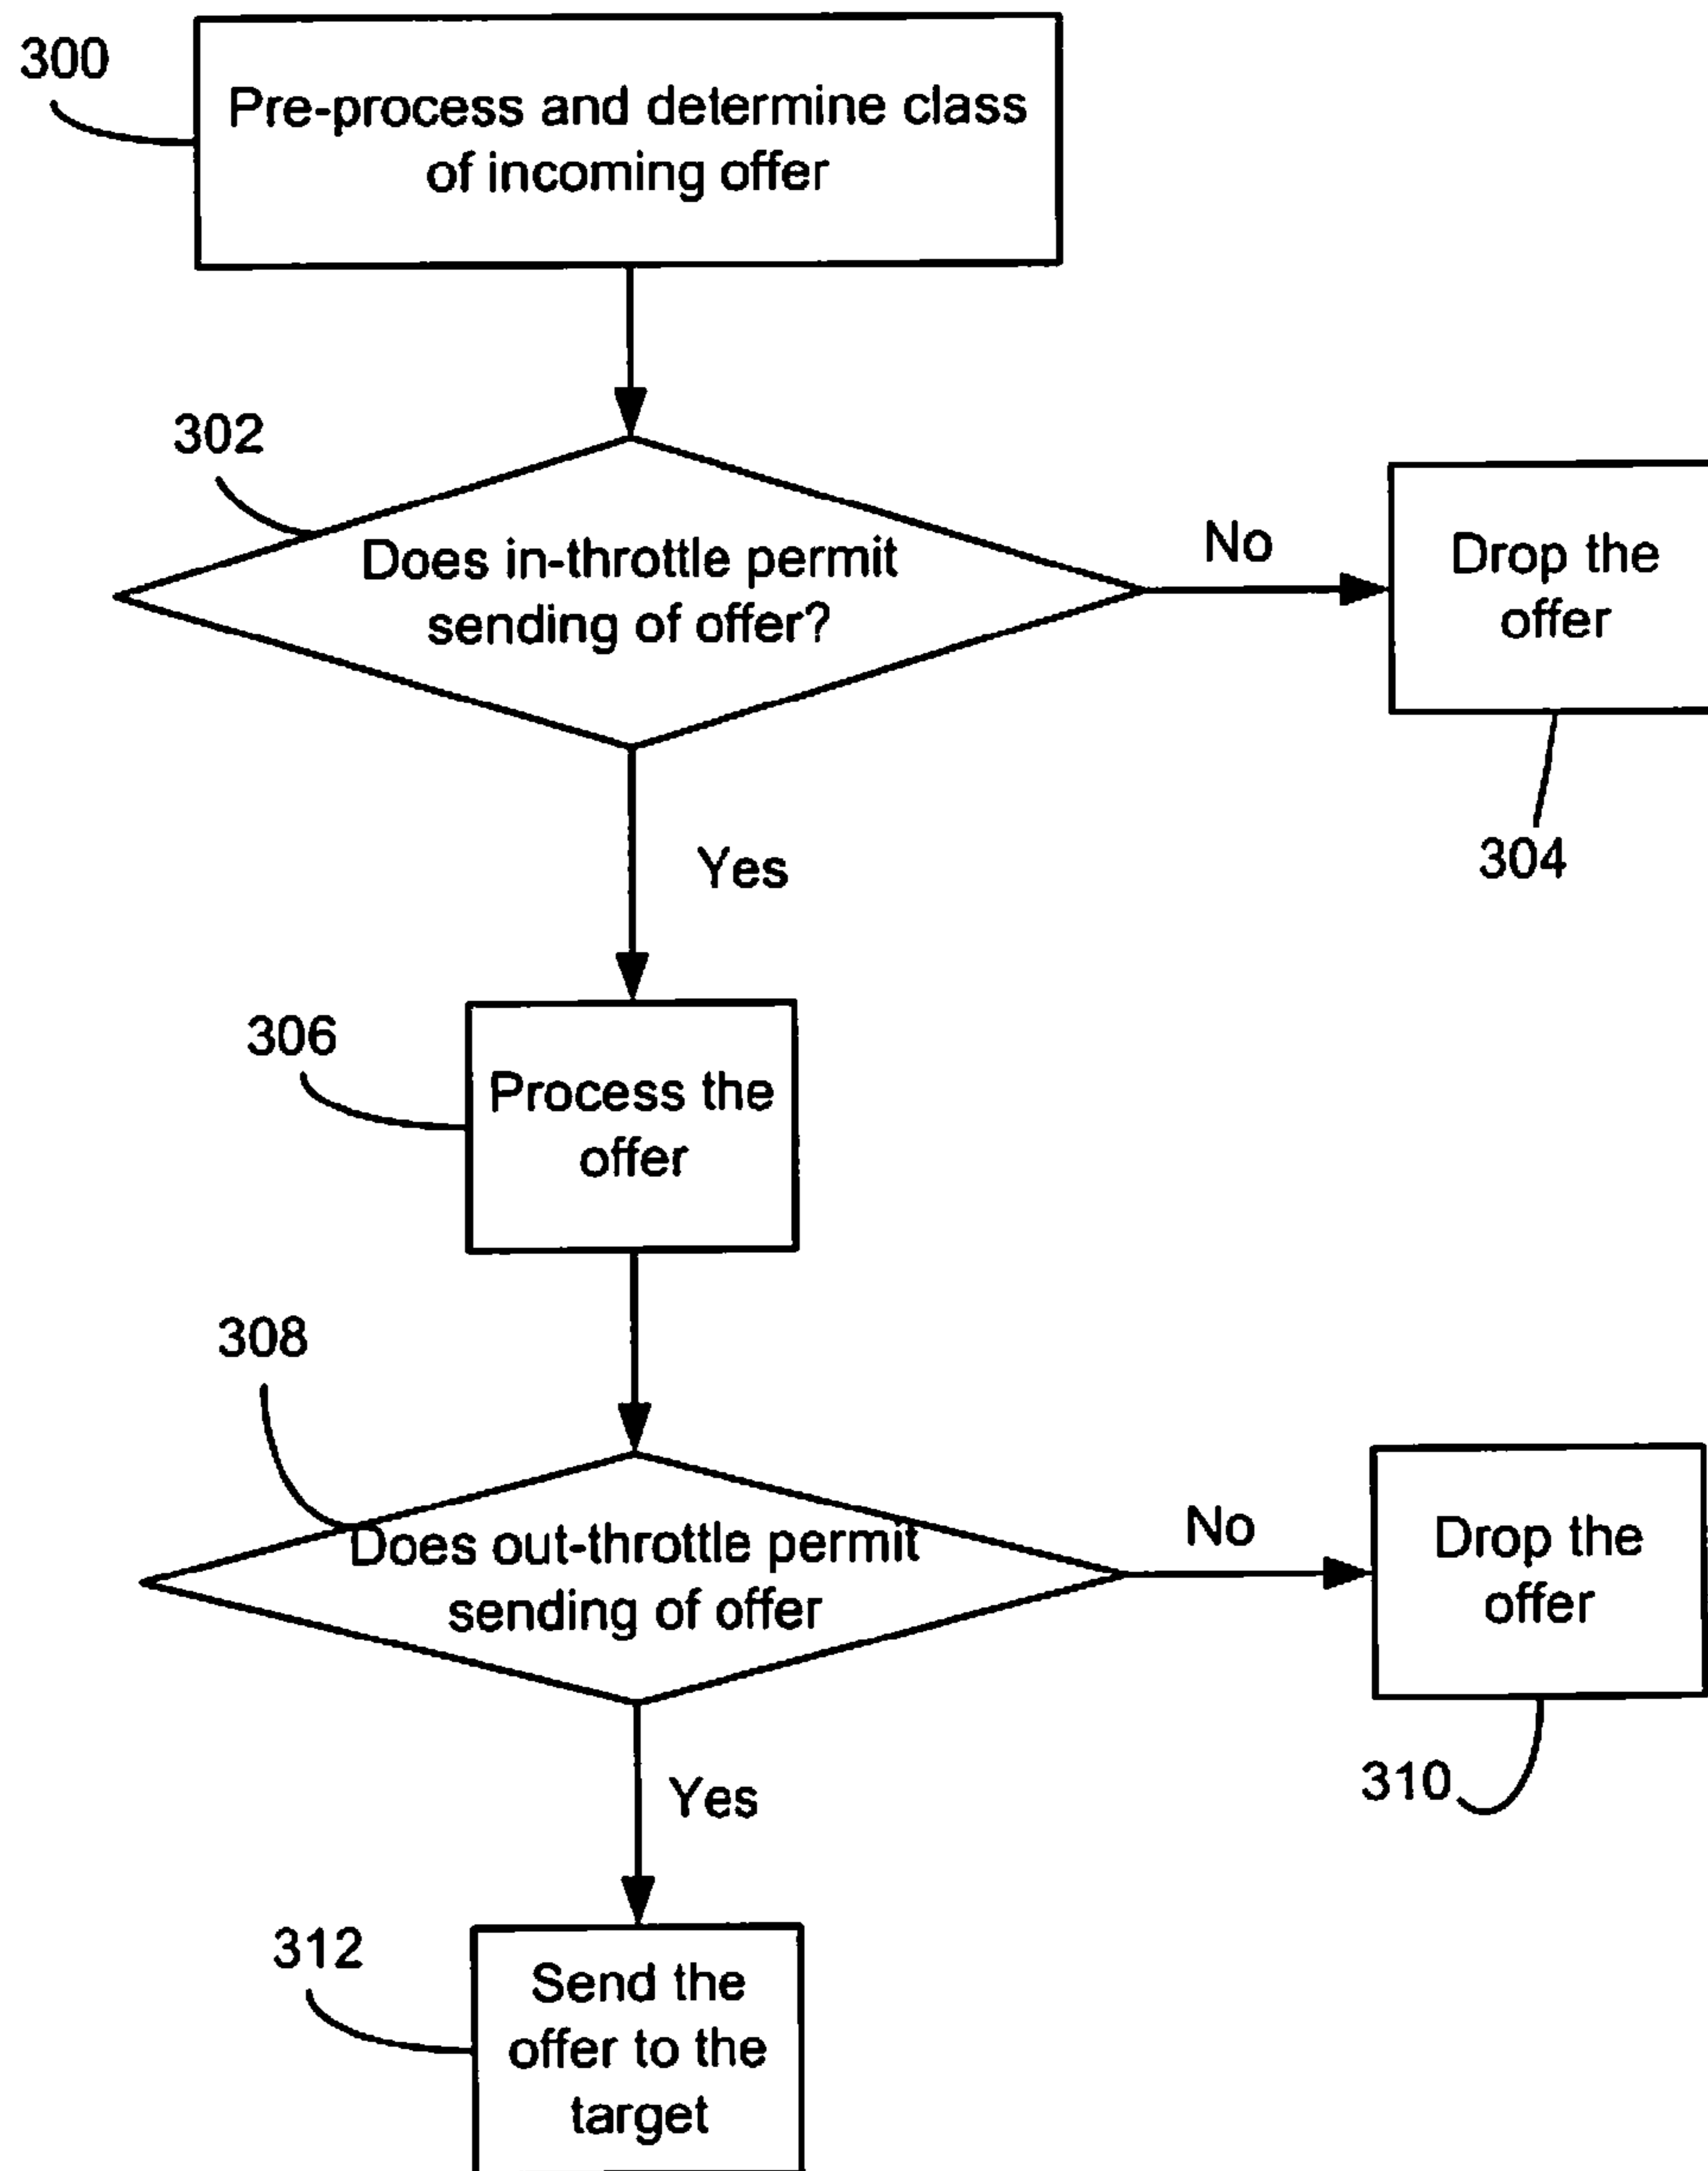 300
Pre-process and determine class
of incoming offer
302
Does in-throttle permit
sending of offer?
No
Drop the
offer
304
Yes
306
Process the
offer
308
Does out-throttle permit
sending of offer
No
Drop the
offer
310
Yes
312
Send the
offer to the
target